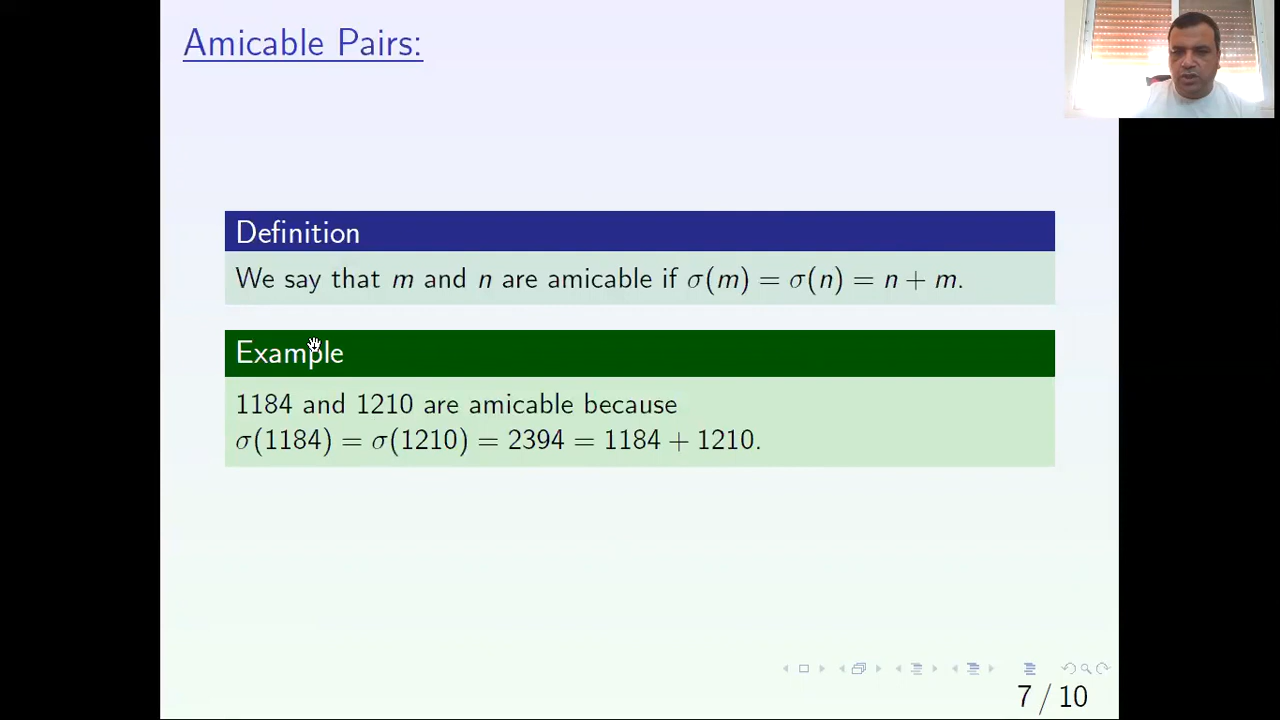 Amicable Pairs:
Definition
We say that m and n are amicable if σ(m) = σ(n) = n + m.
Example
1184 and 1210 are amicable because
σ(1184) = σ(1210) = 2394 = 1184 + 1210.
7 / 10